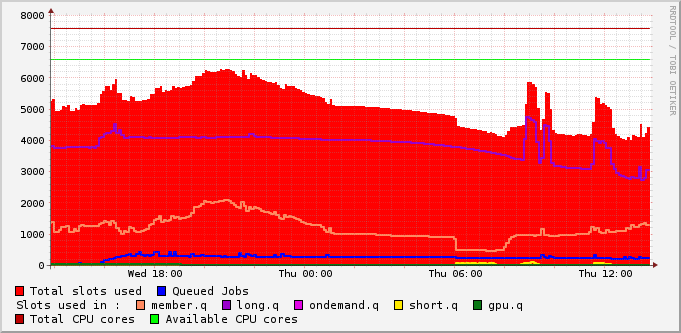 8000
7000
6000
5000
4000
3000
2000
1000
0
Wed 18:00 Thu 00:00 Thu 06:00 Thu 12:00
RRDTOOL / TOBI OETIKER
Total slots used Queued Jobs
Slots used in : member.q long.q ondemand.q short.q gpu.q
Total CPU cores Available CPU cores